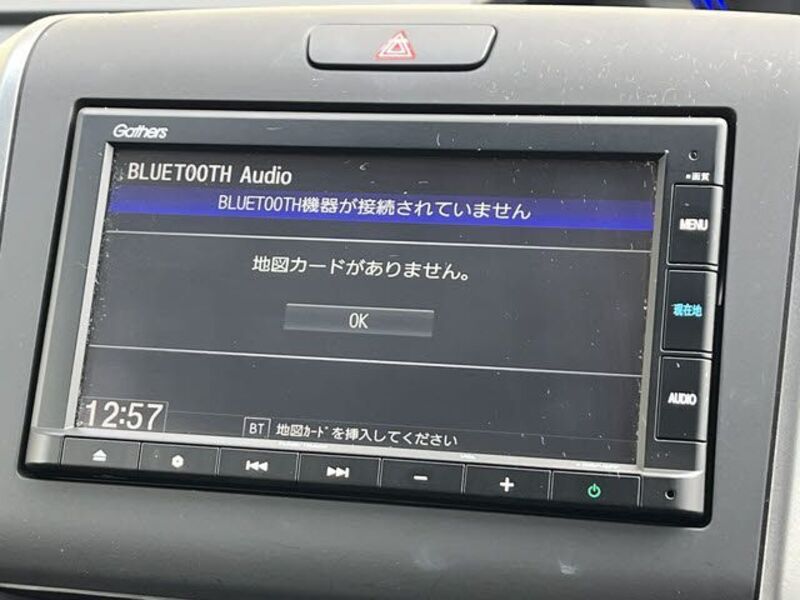 Gathers
BLUETOOTH Audio
BLUETOOTH機器が接続されていません
地図カードがありません。
OK
12:57
BT 地図ｶｰﾄﾞを挿入してください
画質
MENU
現在地
AUDIO